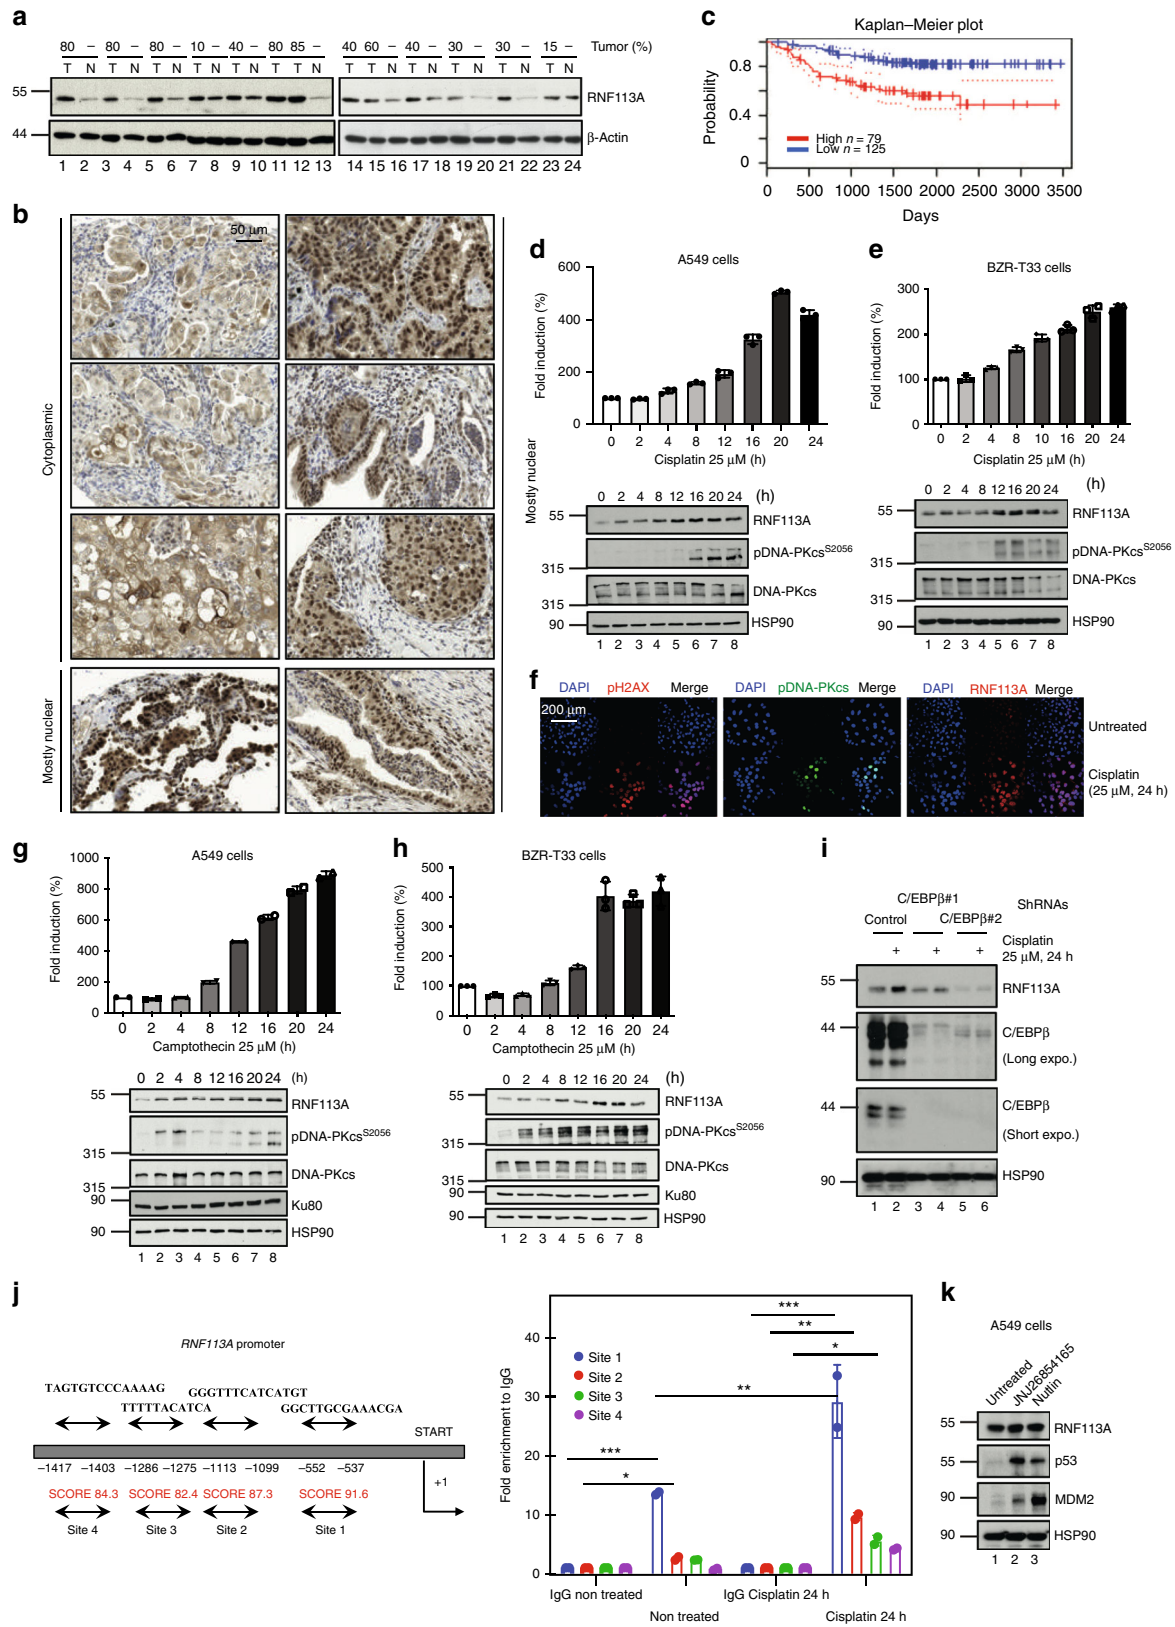 a
80 – 80 – 80 – 10 – 40 – 80 85 – 40 60 – 40 – 30 – 30 – 15 – Tumor (%)
T N T N T N T N T N T T N T T N T N T N T N T N
55 RNF113A
44 β-Actin
1 2 3 4 5 6 7 8 9 10 11 12 13 14 15 16 17 18 19 20 21 22 23 24
b
50 µm
Cytoplasmic
Mostly nuclear
Mostly nuclear
c
Kaplan–Meier plot
Probability
0.8
0.4
0
High n = 79
Low n = 125
0 500 1000 1500 2000 2500 3000 3500
Days
d
A549 cells
Fold induction (%)
600
400
200
0
0 2 4 8 12 16 20 24
Cisplatin 25 µM (h)
0 2 4 8 12 16 20 24 (h)
55 RNF113A
pDNA-PKcsS2056
315
DNA-PKcs
315
90 HSP90
1 2 3 4 5 6 7 8
e
BZR-T33 cells
Fold induction (%)
300
200
100
0
0 2 4 8 10 16 20 24
Cisplatin 25 µM (h)
0 2 4 8 12 16 20 24 (h)
55 RNF113A
pDNA-PKcsS2056
315
DNA-PKcs
315
90 HSP90
1 2 3 4 5 6 7 8
f
DAPI pH2AX Merge DAPI pDNA-PKcs Merge DAPI RNF113A Merge
200 µm
Untreated
Cisplatin
(25 µM, 24 h)
g
A549 cells
Fold induction (%)
1000
800
600
400
200
0
0 2 4 8 12 16 20 24
Camptothecin 25 µM (h)
0 2 4 8 12 16 20 24 (h)
55 RNF113A
pDNA-PKcsS2056
315
DNA-PKcs
315
90 Ku80
90 HSP90
1 2 3 4 5 6 7 8
h
BZR-T33 cells
Fold induction (%)
500
400
300
200
100
0
0 2 4 8 12 16 20 24
Camptothecin 25 µM (h)
0 2 4 8 12 16 20 24 (h)
55 RNF113A
pDNA-PKcsS2056
315
DNA-PKcs
315
90 Ku80
90 HSP90
1 2 3 4 5 6 7 8
i
C/EBPβ#1
Control C/EBPβ#2 ShRNAs
+ + + Cisplatin
25 µM, 24 h
55 RNF113A
44 C/EBPβ
(Long expo.)
44 C/EBPβ
(Short expo.)
90 HSP90
1 2 3 4 5 6
j
RNF113A promoter
TAGTGTCCCAAAAG GGGTTTCATCATGT
TTTTTACATCA GGCTTGCGAAACGA
START
–1417 –1403 –1286 –1275 –1113 –1099 –552 –537
+1
SCORE 84.3 SCORE 82.4 SCORE 87.3 SCORE 91.6
Site 4 Site 3 Site 2 Site 1
Fold enrichment to IgG
40
30
20
10
0
Site 1
Site 2
Site 3
Site 4
***
**
*
**
***
*
IgG non treated IgG Cisplatin 24 h
Non treated Cisplatin 24 h
k
A549 cells
Untreated
JNJ26854165
Nutlin
55 RNF113A
55 p53
90 MDM2
90 HSP90
1 2 3